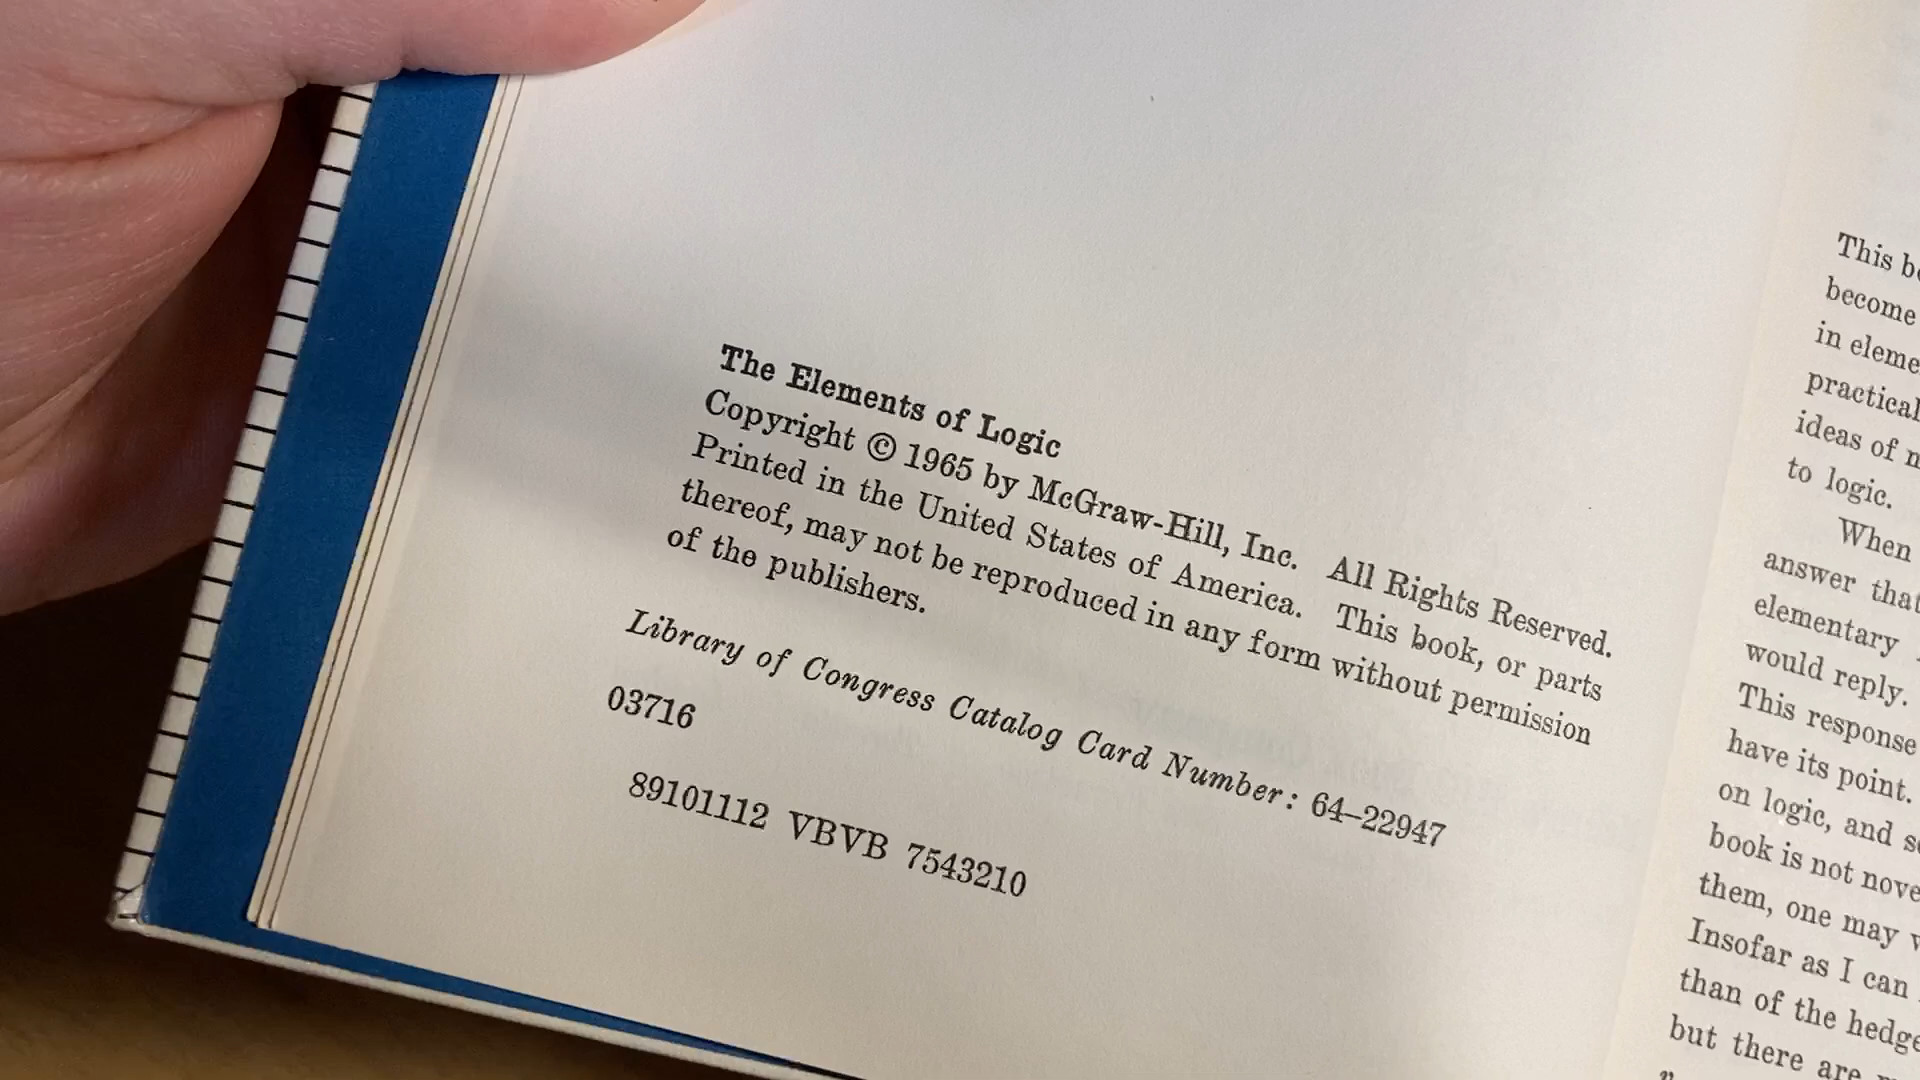 The Elements of Logic
Copyright © 1965 by McGraw-Hill, Inc. All Rights Reserved.
Printed in the United States of America. This book, or parts
thereof, may not be reproduced in any form without permission
of the publishers.
Library of Congress Catalog Card Number: 64–22947
03716
89101112 VBVB 7543210
This
become
in
practical
ideas of
to logic.
When
answer that
elementary
would reply.
This response
have its point.
on logic, and
book is not
them, one may
Insofar as I can
than of the
but there are